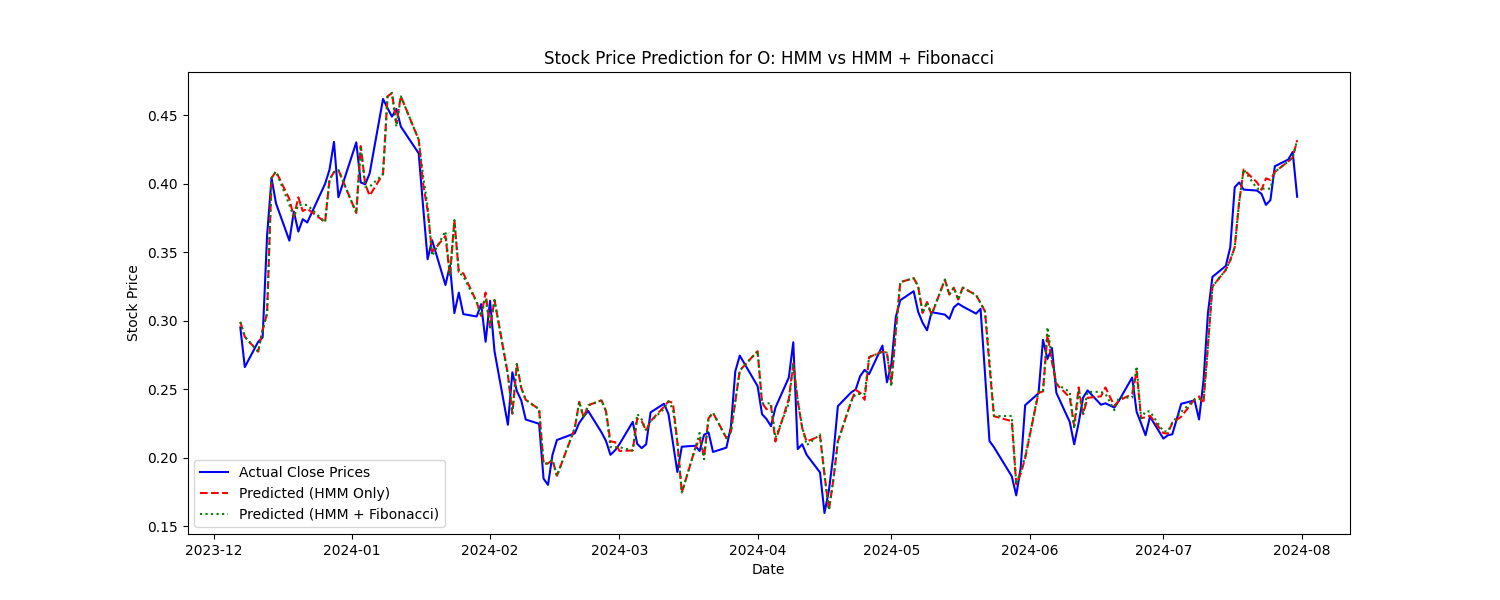 Stock Price Prediction for O: HMM vs HMM + Fibonacci
Stock Price
0.45
0.40
0.35
0.30
0.25
0.20
0.15
Actual Close Prices
Predicted (HMM Only)
Predicted (HMM + Fibonacci)
2023-12 2024-01 2024-02 2024-03 2024-04 2024-05 2024-06 2024-07 2024-08
Date